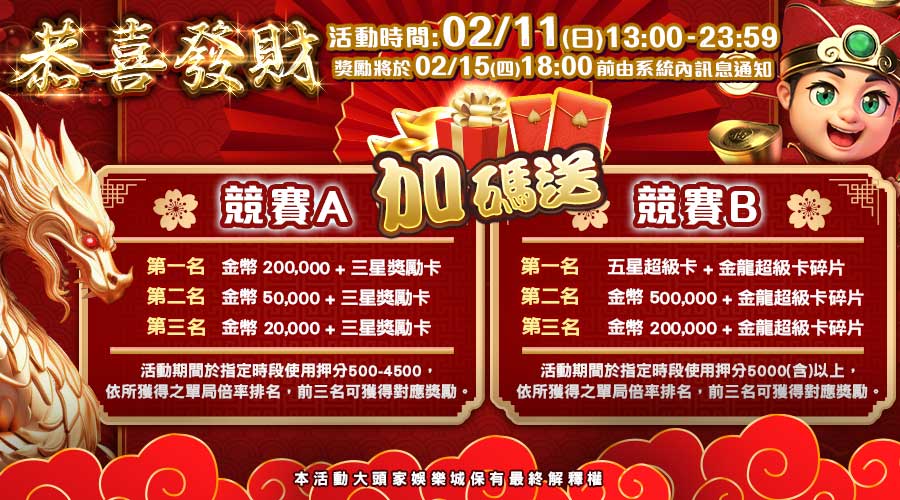 恭喜發財
活動時間:02/11(日)13:00-23:59
獎勵將於 02/15(四)18:00 前由系統內訊息通知
加碼送
競賽A
第一名 金幣 200,000 + 三星獎勵卡
第二名 金幣 50,000 + 三星獎勵卡
第三名 金幣 20,000 + 三星獎勵卡
活動期間於指定時段使用押分500-4500，
依所獲得之單局倍率排名，前三名可獲得對應獎勵。
競賽B
第一名 五星超級卡 + 金龍超級卡碎片
第二名 金幣 500,000 + 金龍超級卡碎片
第三名 金幣 200,000 + 金龍超級卡碎片
活動期間於指定時段使用押分5000(含)以上，
依所獲得之單局倍率排名，前三名可獲得對應獎勵。
本活動大頭家娛樂城保有最終解釋權